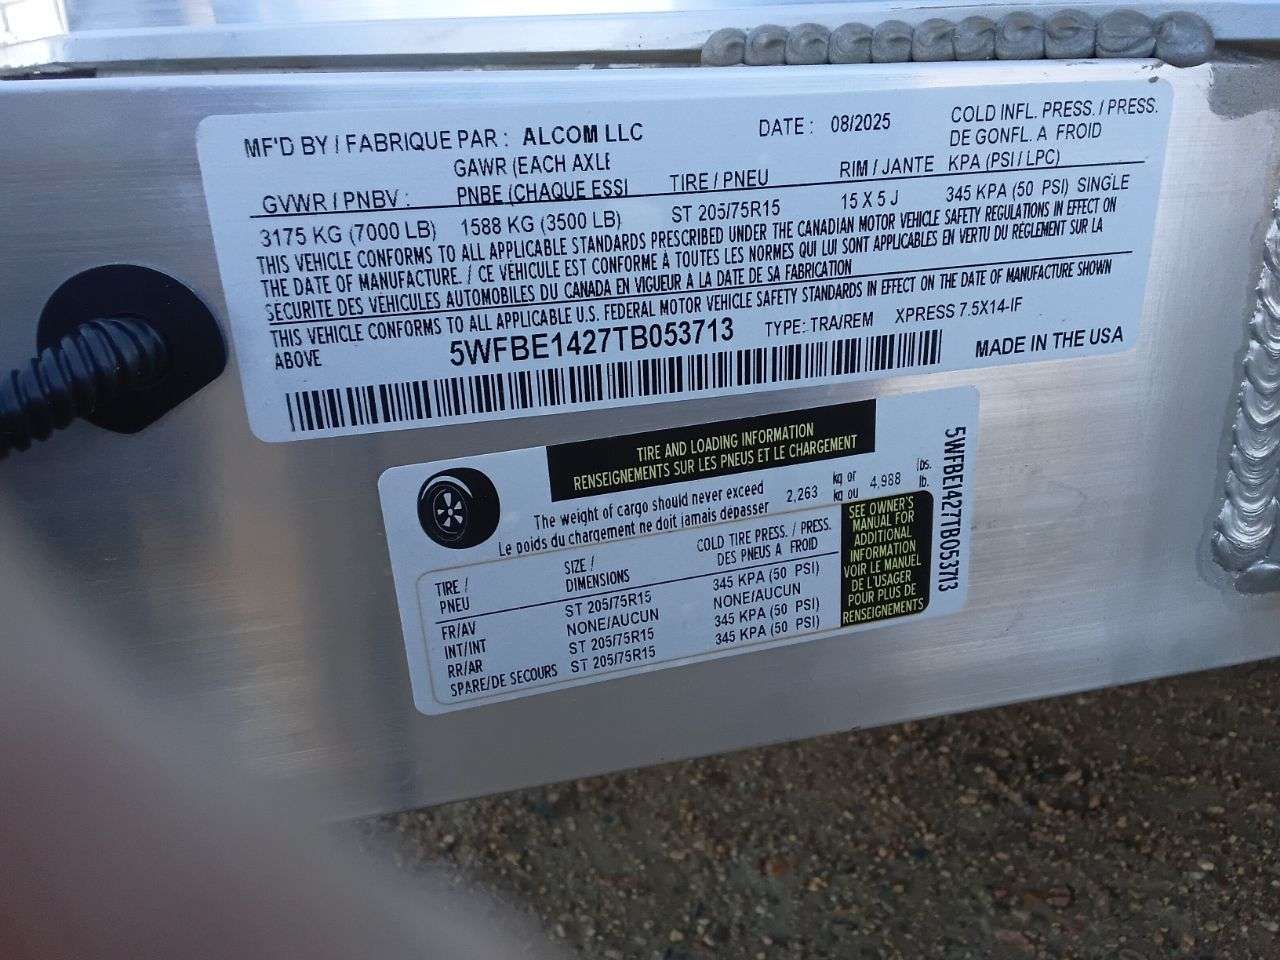 MF'D BY / FABRIQUE PAR : ALCOM LLC DATE : 08/2025 COLD INFL. PRESS. / PRESS.
DE GONFL. A FROID
GAWR (EACH AXLE
GVWR / PNBV : PNBE (CHAQUE ESSI TIRE / PNEU RIM / JANTE KPA (PSI / LPC)
3175 KG (7000 LB) 1588 KG (3500 LB) ST 205/75R15 15 X 5 J 345 KPA (50 PSI) SINGLE
THIS VEHICLE CONFORMS TO ALL APPLICABLE STANDARDS PRESCRIBED UNDER THE CANADIAN MOTOR VEHICLE SAFETY REGULATIONS IN EFFECT ON
THE DATE OF MANUFACTURE. / CE VÉHICULE EST CONFORME À TOUTES LES NORMES QUI LUI SONT APPLICABLES EN VERTU DU RÈGLEMENT SUR LA
SÉCURITÉ DES VÉHICULES AUTOMOBILES DU CANADA EN VIGUEUR A LA DATE DE SA FABRICATION
THIS VEHICLE CONFORMS TO ALL APPLICABLE U.S. FEDERAL MOTOR VEHICLE SAFETY STANDARDS IN EFFECT ON THE DATE OF MANUFACTURE SHOWN
ABOVE
5WFBE1427TB053713 TYPE: TRA/REM XPRESS 7.5X14-IF
MADE IN THE USA
TIRE AND LOADING INFORMATION
RENSEIGNEMENTS SUR LES PNEUS ET LE CHARGEMENT
The weight of cargo should never exceed 2,263 kg or 4,988 lbs.
Le poids du chargement ne doit jamais dépasser kg ou lb.
TIRE / SIZE / COLD TIRE PRESS. / PRESS.
PNEU DIMENSIONS DES PNEUS A FROID
FR/AV ST 205/75R15 345 KPA (50 PSI)
INT/INT NONE/AUCUN NONE/AUCUN
RR/AR ST 205/75R15 345 KPA (50 PSI)
SPARE/DE SECOURS ST 205/75R15 345 KPA (50 PSI)
SEE OWNER'S
MANUAL FOR
ADDITIONAL
INFORMATION
VOIR LE MANUEL
DE L'USAGER
POUR PLUS DE
RENSEIGNEMENTS
5WFBE1427TB053713